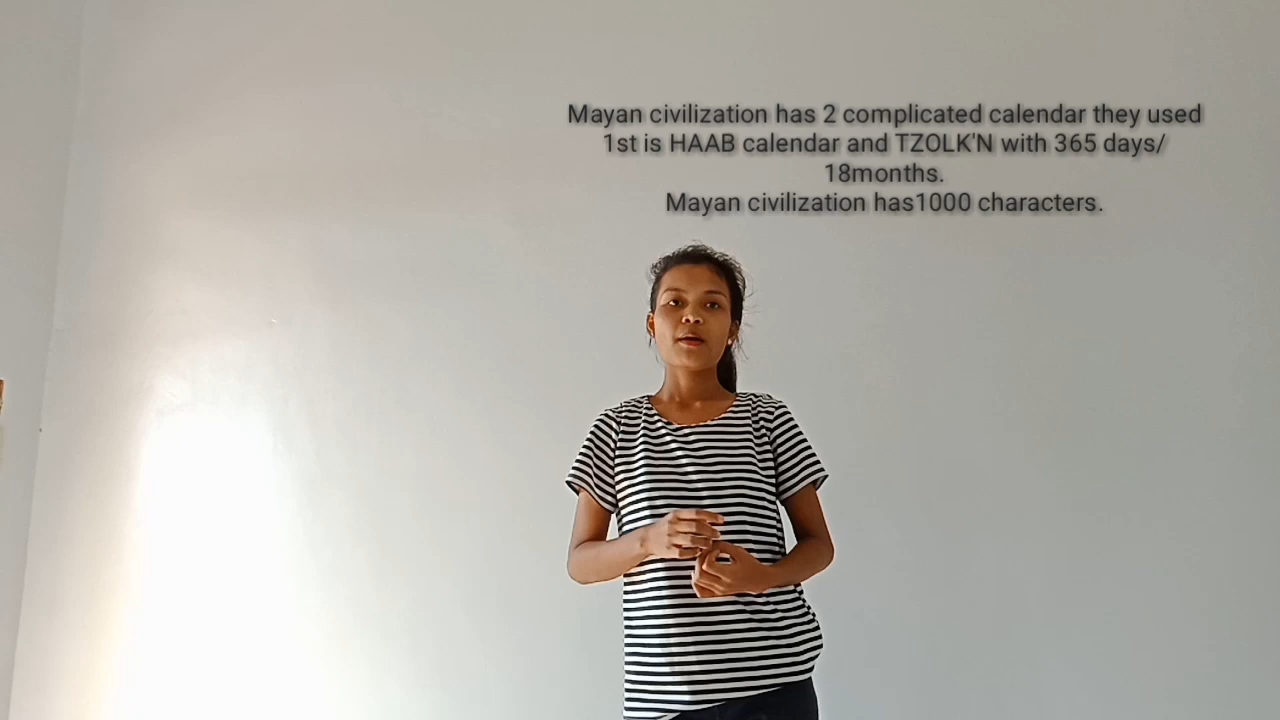 Mayan civilization has 2 complicated calendar they used
1st is HAAB calendar and TZOLK'N with 365 days/
18months.
Mayan civilization has1000 characters.